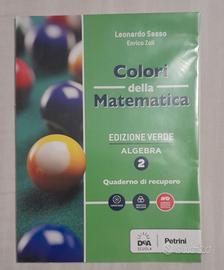 Leonardo Sasso
Enrico Zoli
Colori
della
Matematica
EDIZIONE VERDE
ALGEBRA
2
Quaderno di recupero
DeA
SCUOLA
Petrini